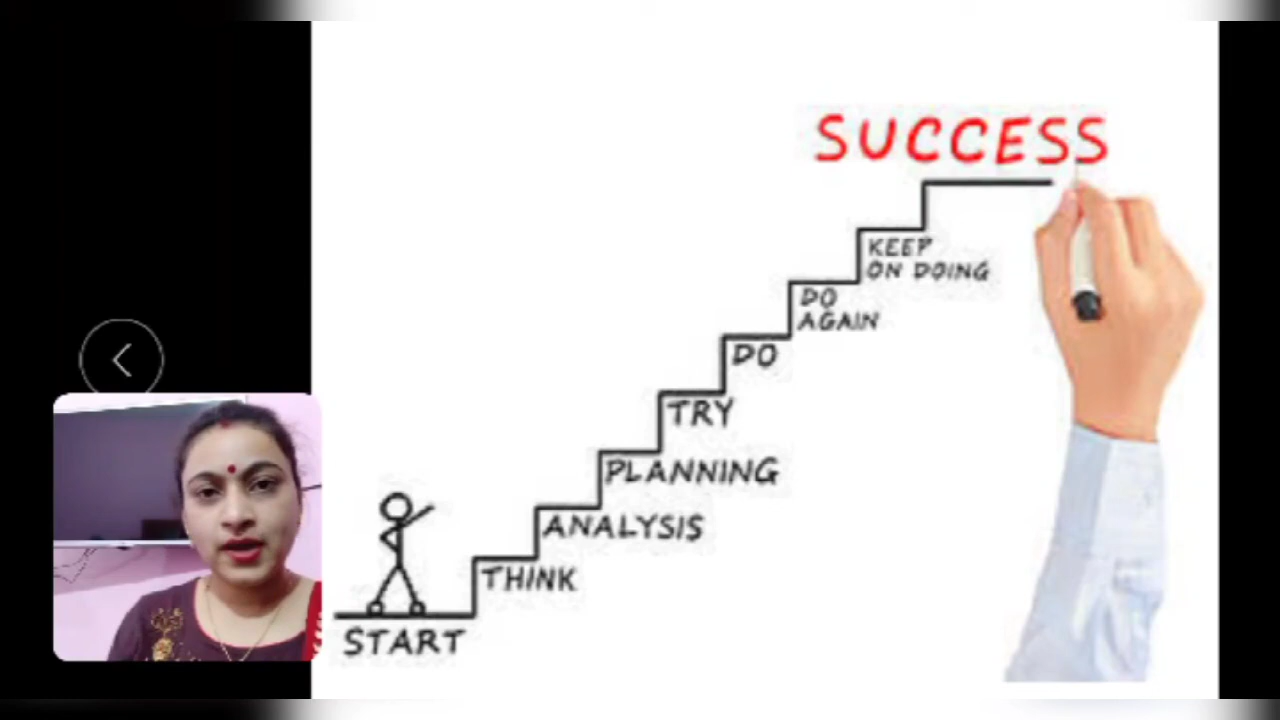 SUCCESS
KEEP
ON DOING
DO
AGAIN
DO
TRY
PLANNING
ANALYSIS
THINK
START